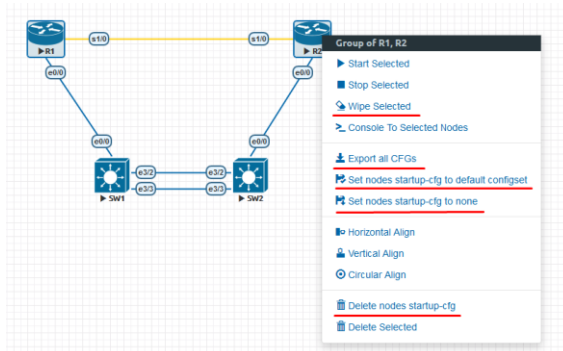 s1/0
s1/0
R1
R2
Group of R1, R2
Start Selected
Stop Selected
Wipe Selected
Console To Selected Nodes
Export all CFGs
Set nodes startup-cfg to default configset
Set nodes startup-cfg to none
Horizontal Align
Vertical Align
Circular Align
Delete nodes startup-cfg
Delete Selected
e0/0
e0/0
e0/0
e0/0
e3/2
e3/2
e3/3
e3/3
SW1
SW2